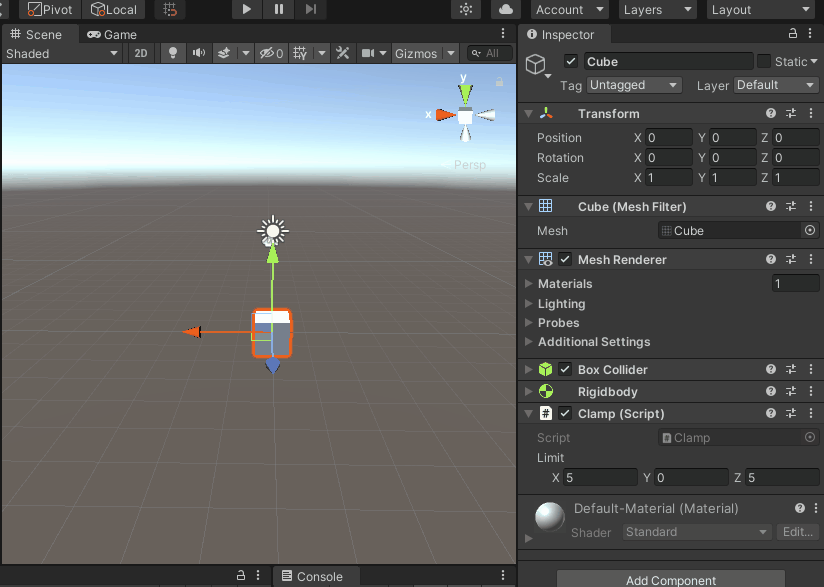 Pivot Local Account Layers Layout
Scene Game
Inspector
Shaded 2D 0 Gizmos All
Cube Static
Tag Untagged Layer Default
y
x
Persp
Transform
Position X 0 Y 0 Z 0
Rotation X 0 Y 0 Z 0
Scale X 1 Y 1 Z 1
Cube (Mesh Filter)
Mesh Cube
Mesh Renderer
Materials 1
Lighting
Probes
Additional Settings
Box Collider
Rigidbody
# Clamp (Script)
Script # Clamp
Limit
X 5 Y 0 Z 5
Default-Material (Material)
Shader Standard Edit...
Console
Add Component